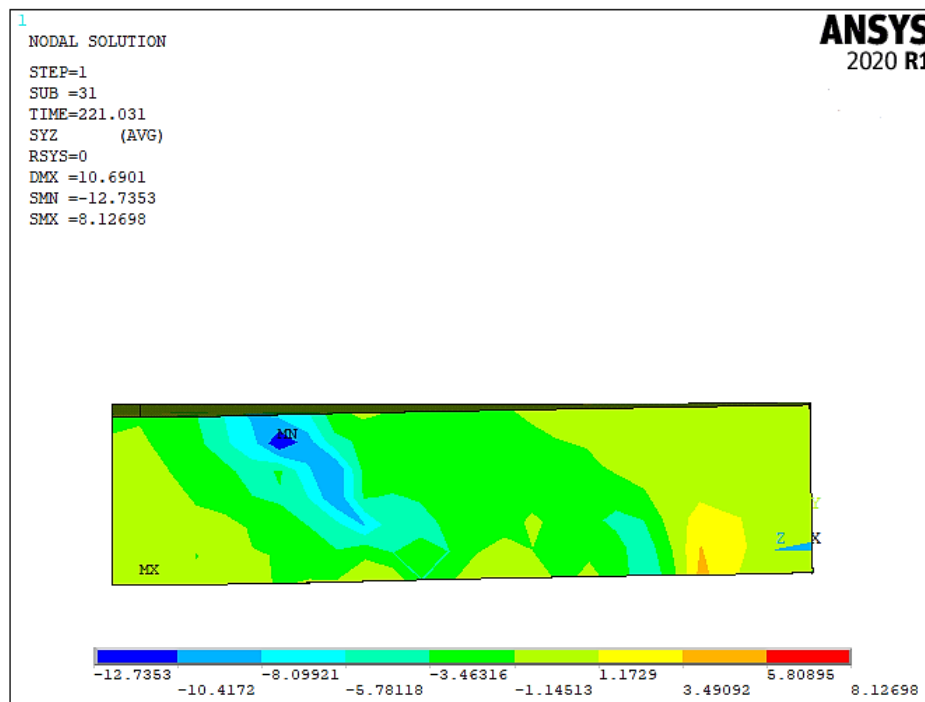 1
NODAL SOLUTION
STEP=1
SUB =31
TIME=221.031
SYZ (AVG)
RSYS=0
DMX =10.6901
SMN =-12.7353
SMX =8.12698
ANSYS
2020 R1
MN
MX
Y
Z X
-12.7353 -8.09921 -3.46316 1.1729 5.80895
-10.4172 -5.78118 -1.14513 3.49092 8.12698